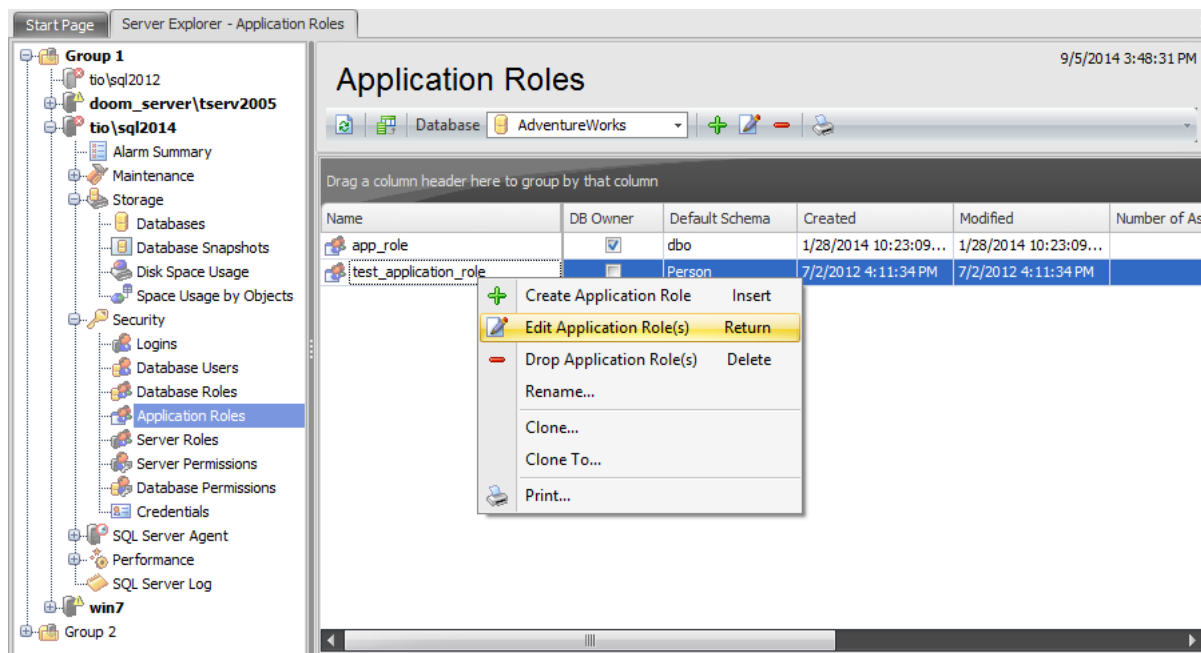 Start Page
Server Explorer - Application Roles
Group 1
tio\sql2012
doom_server\tserv2005
tio\sql2014
Alarm Summary
Maintenance
Storage
Databases
Database Snapshots
Disk Space Usage
Space Usage by Objects
Security
Logins
Database Users
Database Roles
Application Roles
Server Roles
Server Permissions
Database Permissions
Credentials
SQL Server Agent
Performance
SQL Server Log
win7
Group 2
9/5/2014 3:48:31 PM
Application Roles
Database AdventureWorks
Drag a column header here to group by that column
Name DB Owner Default Schema Created Modified Number of As
app_role dbo 1/28/2014 10:23:09... 1/28/2014 10:23:09...
test_application_role Person 7/2/2012 4:11:34 PM 7/2/2012 4:11:34 PM
Create Application Role Insert
Edit Application Role(s) Return
Drop Application Role(s) Delete
Rename...
Clone...
Clone To...
Print...